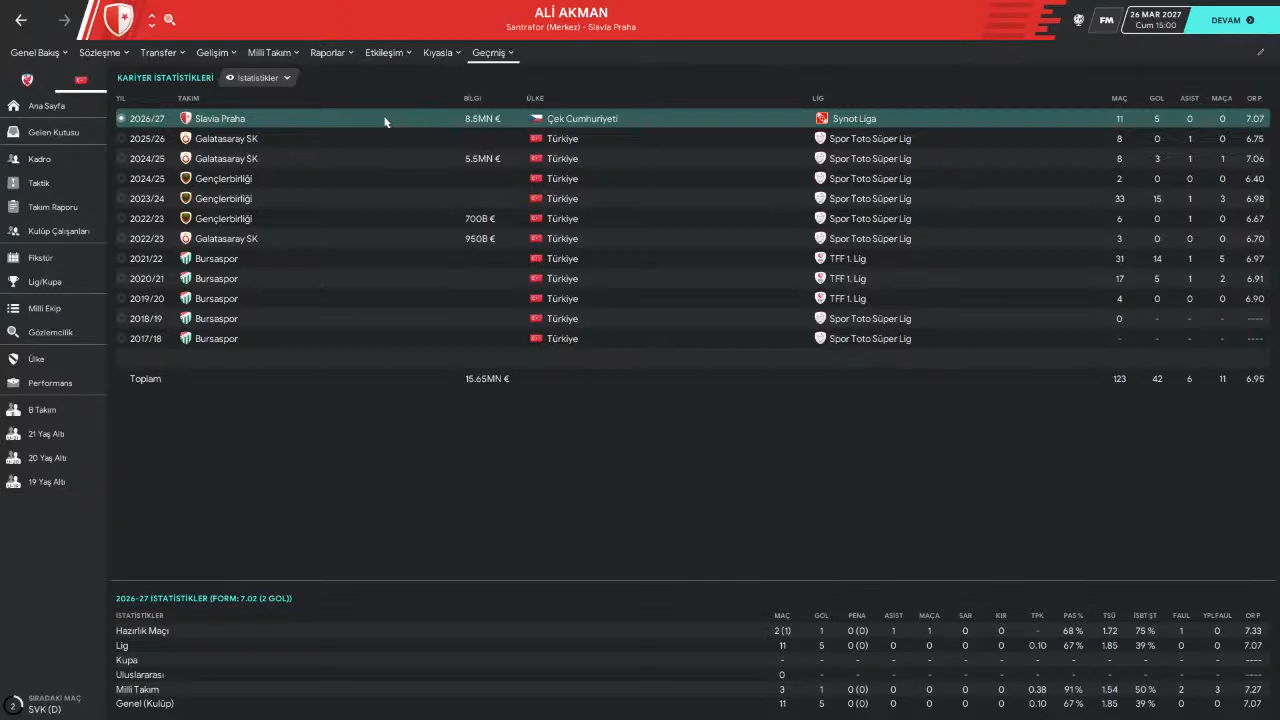 ALİ AKMAN
Santrafor (Merkez) - Slavia Praha
FM
26 MAR 2027
Cum 15:00
DEVAM
Genel Bakış Sözleşme Transfer Gelişim Milli Takım Raporlar Etkileşim Kıyasla Geçmiş
KARİYER İSTATİSTİKLERİ İstatistikler
YIL TAKIM BİLGİ ÜLKE LİG MAÇ GOL ASİST MAÇA ORP
2026/27 Slavia Praha 8.5MN € Çek Cumhuriyeti Synot Liga 11 5 0 0 7.07
2025/26 Galatasaray SK Türkiye Spor Toto Süper Lig 8 0 1 0 6.75
2024/25 Galatasaray SK 5.5MN € Türkiye Spor Toto Süper Lig 8 3 1 1 7.06
2024/25 Gençlerbirliği Türkiye Spor Toto Süper Lig 2 0 0 0 6.40
2023/24 Gençlerbirliği Türkiye Spor Toto Süper Lig 33 15 1 3 6.98
2022/23 Gençlerbirliği 700B € Türkiye Spor Toto Süper Lig 6 0 1 0 6.67
2022/23 Galatasaray SK 950B € Türkiye Spor Toto Süper Lig 3 0 0 0 6.70
2021/22 Bursaspor Türkiye TFF 1. Lig 31 14 1 5 6.97
2020/21 Bursaspor Türkiye TFF 1. Lig 17 5 1 2 6.91
2019/20 Bursaspor Türkiye TFF 1. Lig 4 0 0 0 6.90
2018/19 Bursaspor Türkiye Spor Toto Süper Lig 0 - - - ----
2017/18 Bursaspor Türkiye Spor Toto Süper Lig - - - - ----
Toplam 15.65MN € 123 42 6 11 6.95
Ana Sayfa
Gelen Kutusu
Kadro
Taktik
Takım Raporu
Kulüp Çalışanları
Fikstür
Lig/Kupa
Milli Ekip
Gözlemcilik
Ülke
Performans
B Takım
21 Yaş Altı
20 Yaş Altı
19 Yaş Altı
2026-27 İSTATİSTİKLER (FORM: 7.02 (2 GOL))
İSTATİSTİKLER MAÇ GOL PENA ASİST MAÇA SAR KIR TPK PAS % TSÜ İSBTŞT FAUL YPLFAUL ORP
Hazırlık Maçı 2 (1) 1 0 (0) 1 1 0 0 - 68 % 1.72 75 % 1 0 7.33
Lig 11 5 0 (0) 0 0 0 0 0.10 67 % 1.85 39 % 0 0 7.07
Kupa - - - - - - - - - - - - - ----
Uluslararası 0 - - - - - - - - - - - - ----
Milli Takım 3 1 0 (0) 0 0 0 0 0.38 91 % 1.54 50 % 2 3 7.27
Genel (Kulüp) 11 5 0 (0) 0 0 0 0 0.10 67 % 1.85 39 % 0 0 7.07
2
SIRADAKİ MAÇ
SVK (D)